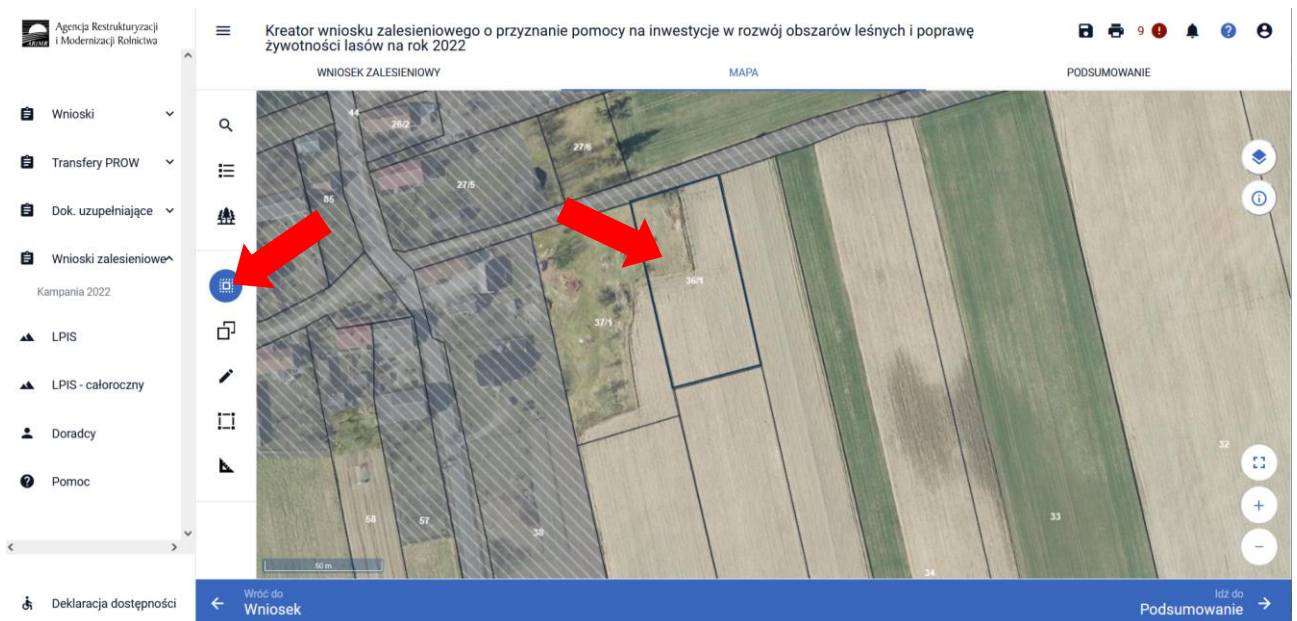 Agencja Restrukturyzacji
i Modernizacji Rolnictwa
ARiMR
Kreator wniosku zalesieniowego o przyznanie pomocy na inwestycje w rozwój obszarów leśnych i poprawę
żywotności lasów na rok 2022
9
WNIOSEK ZALESIENIOWY
MAPA
PODSUMOWANIE
Wnioski
Transfery PROW
Dok. uzupełniające
Wnioski zalesieniowe
Kampania 2022
LPIS
LPIS - całoroczny
Doradcy
Pomoc
Deklaracja dostępności
44
26/2
27/6
27/5
85
36/1
37/1
32
33
58
57
38
34
50 m
Wróć do
Wniosek
Idź do
Podsumowanie